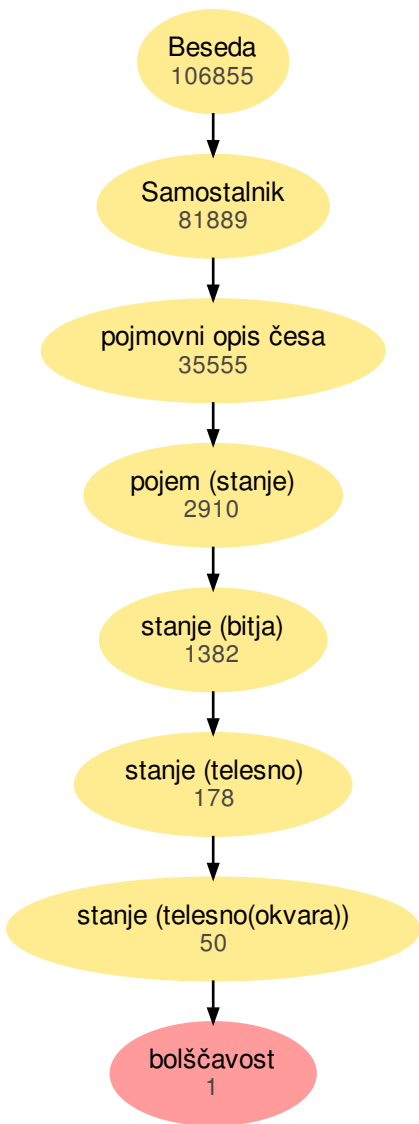 Beseda
106855
Samostalnik
81889
pojmovni opis česa
35555
pojem (stanje)
2910
stanje (bitja)
1382
stanje (telesno)
178
stanje (telesno(okvara))
50
bolščavost
1